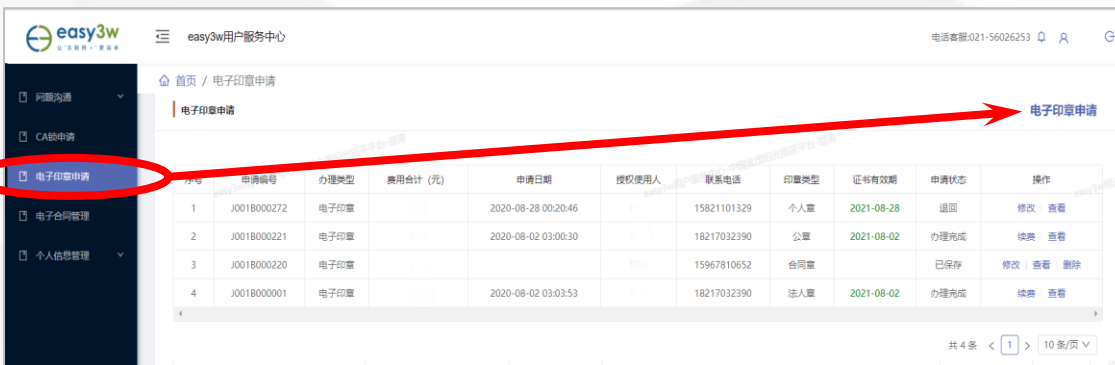 easy3w
让"互联网+"更简单
easy3w用户服务中心
电话客服:021-56026253
首页 / 电子印章申请
问题沟通
CA锁申请
电子印章申请
电子合同管理
个人信息管理
电子印章申请
电子印章申请
序号 申请编号 办理类型 费用合计（元） 申请日期 授权使用人 联系电话 印章类型 证书有效期 申请状态 操作
1 J001B000272 电子印章 2020-08-28 00:20:46 15821101329 个人章 2021-08-28 退回 修改 查看
2 J001B000221 电子印章 2020-08-02 03:00:30 18217032390 公章 2021-08-02 办理完成 续费 查看
3 J001B000220 电子印章 15967810652 合同章 已保存 修改 查看 删除
4 J001B000001 电子印章 2020-08-02 03:03:53 18217032390 法人章 2021-08-02 办理完成 续费 查看
共 4 条 < 1 > 10 条/页